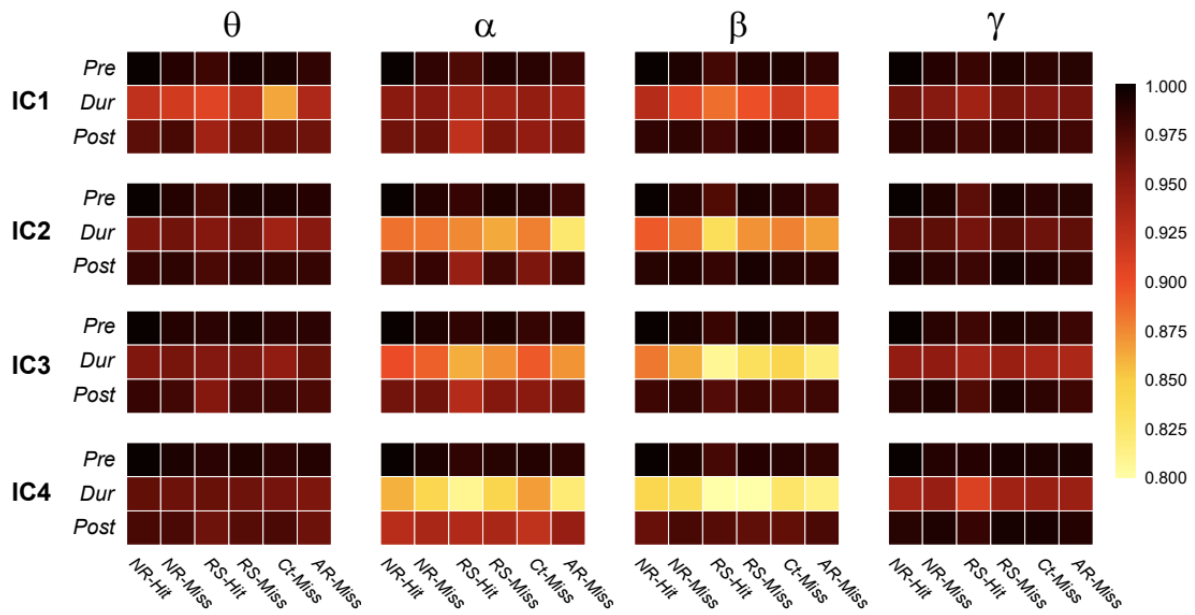 θ α β γ
IC1 Pre
Dur
Post
IC2 Pre
Dur
Post
IC3 Pre
Dur
Post
IC4 Pre
Dur
Post
1.000
0.975
0.950
0.925
0.900
0.875
0.850
0.825
0.800
NR-Hit NR-Miss RS-Hit RS-Miss Ct-Miss AR-Miss NR-Hit NR-Miss RS-Hit RS-Miss Ct-Miss AR-Miss NR-Hit NR-Miss RS-Hit RS-Miss Ct-Miss AR-Miss NR-Hit NR-Miss RS-Hit RS-Miss Ct-Miss AR-Miss